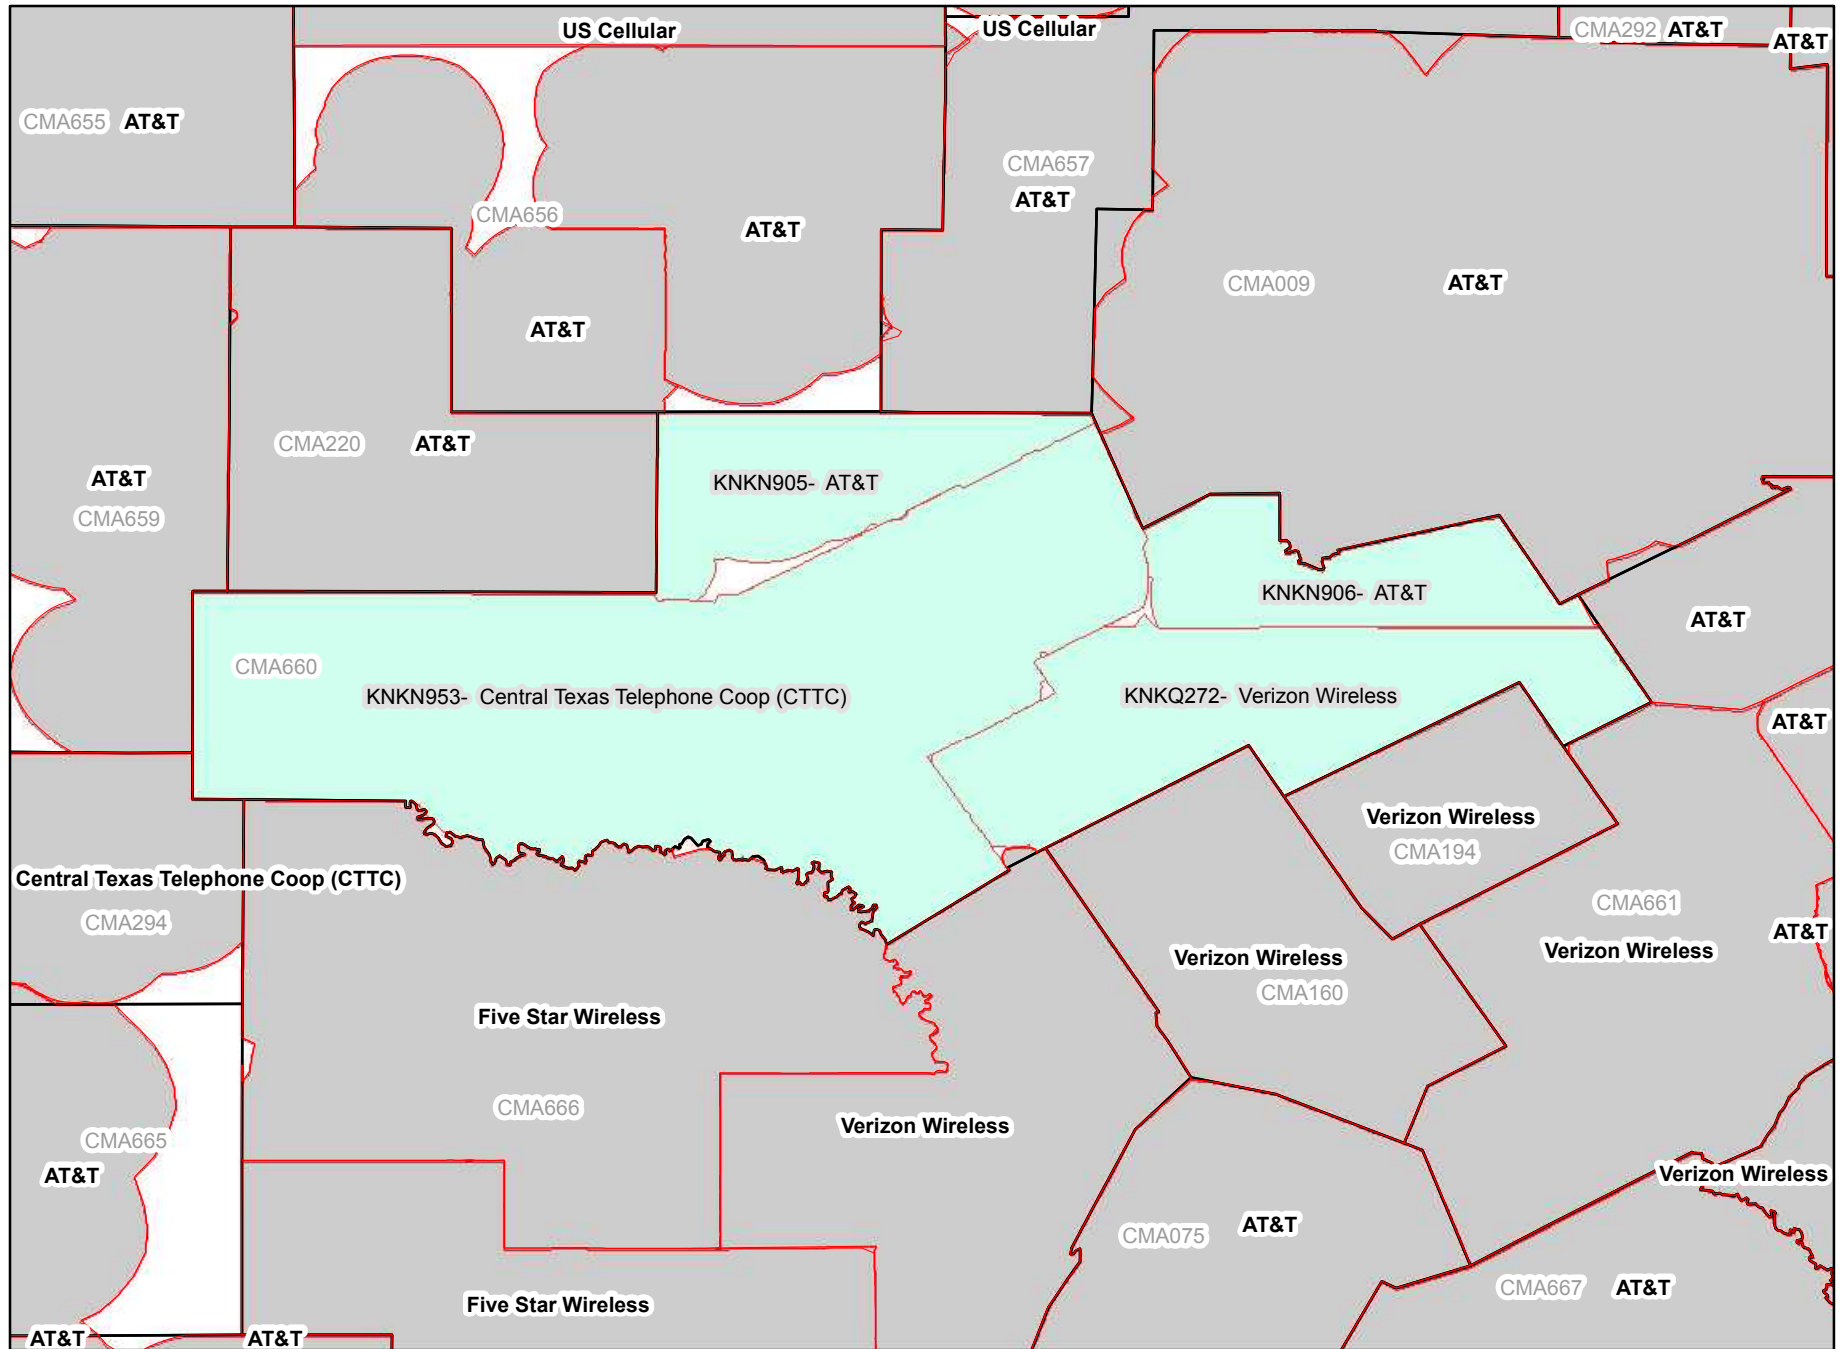 US Cellular
US Cellular
CMA292 AT&T
AT&T
CMA655 AT&T
CMA657
AT&T
CMA656
AT&T
CMA009 AT&T
AT&T
CMA220 AT&T
AT&T
CMA659
KNKN905- AT&T
KNKN906- AT&T
AT&T
CMA660
KNKN953- Central Texas Telephone Coop (CTTC)
KNKQ272- Verizon Wireless
AT&T
Verizon Wireless
CMA194
Central Texas Telephone Coop (CTTC)
CMA294
CMA661
Verizon Wireless
AT&T
Verizon Wireless
CMA160
Five Star Wireless
CMA666
Verizon Wireless
CMA665
AT&T
Verizon Wireless
CMA075 AT&T
CMA667 AT&T
Five Star Wireless
AT&T
AT&T